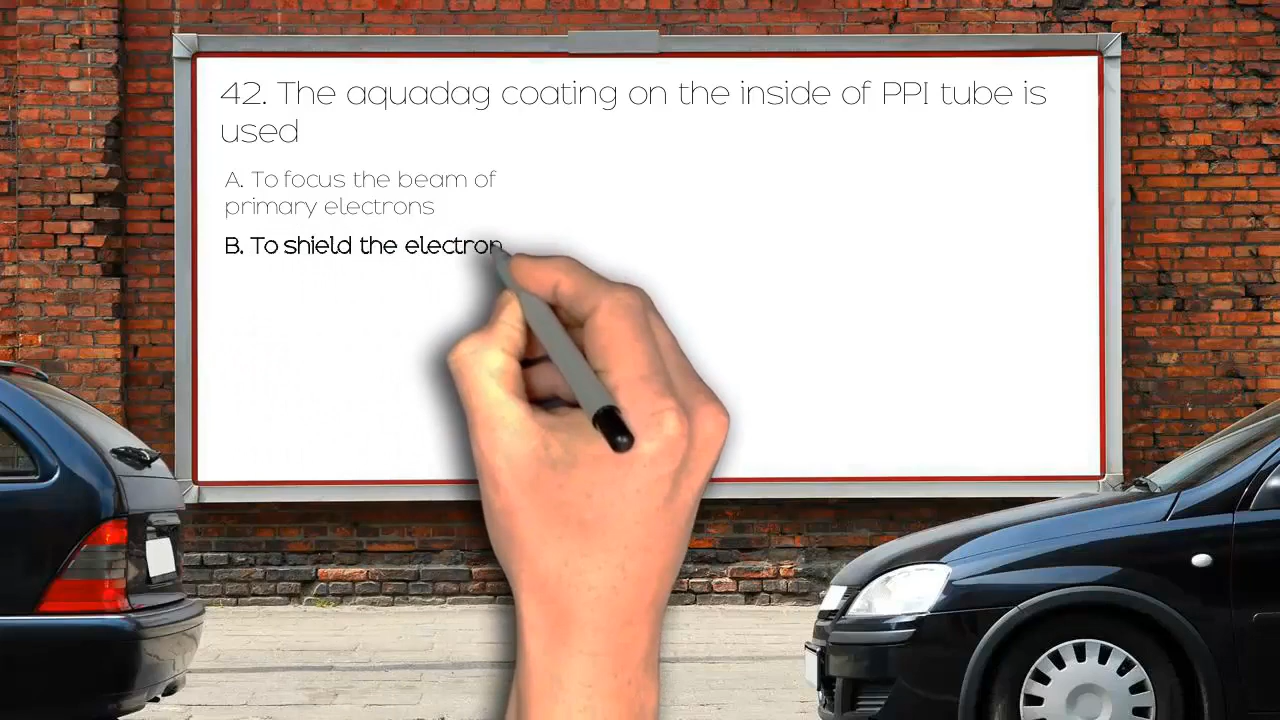 42. The aquadag coating on the inside of PPI tube is
used
A. To focus the beam of
primary electrons
B. To shield the electron